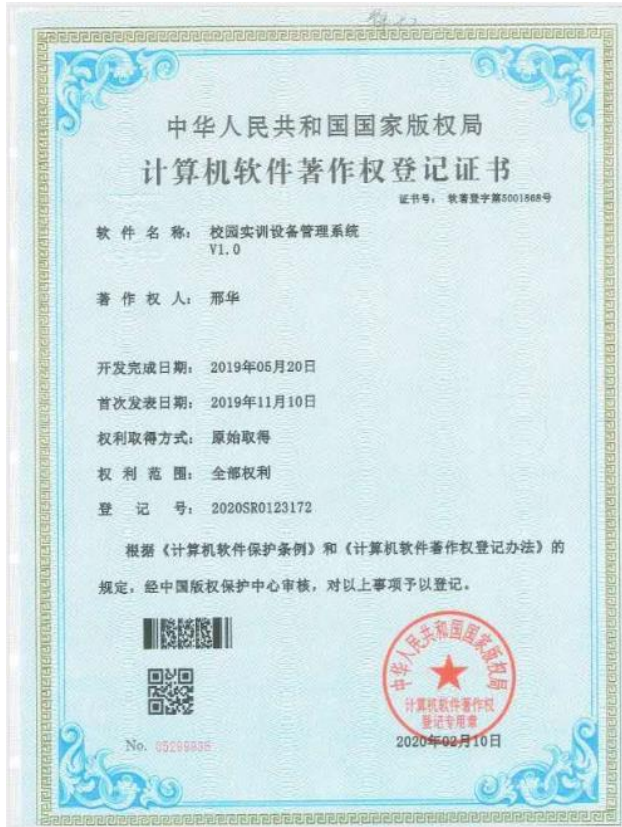 中华人民共和国国家版权局
计算机软件著作权登记证书
证书号： 软著登字第5001868号
软件名称： 校园实训设备管理系统
V1.0
著作权人： 邢华
开发完成日期： 2019年05月20日
首次发表日期： 2019年11月10日
权利取得方式： 原始取得
权利范围： 全部权利
登记号： 2020SR0123172
根据《计算机软件保护条例》和《计算机软件著作权登记办法》的
规定，经中国版权保护中心审核，对以上事项予以登记。
中华人民共和国国家版权局
计算机软件著作权
登记专用章
No.
2020年02月10日